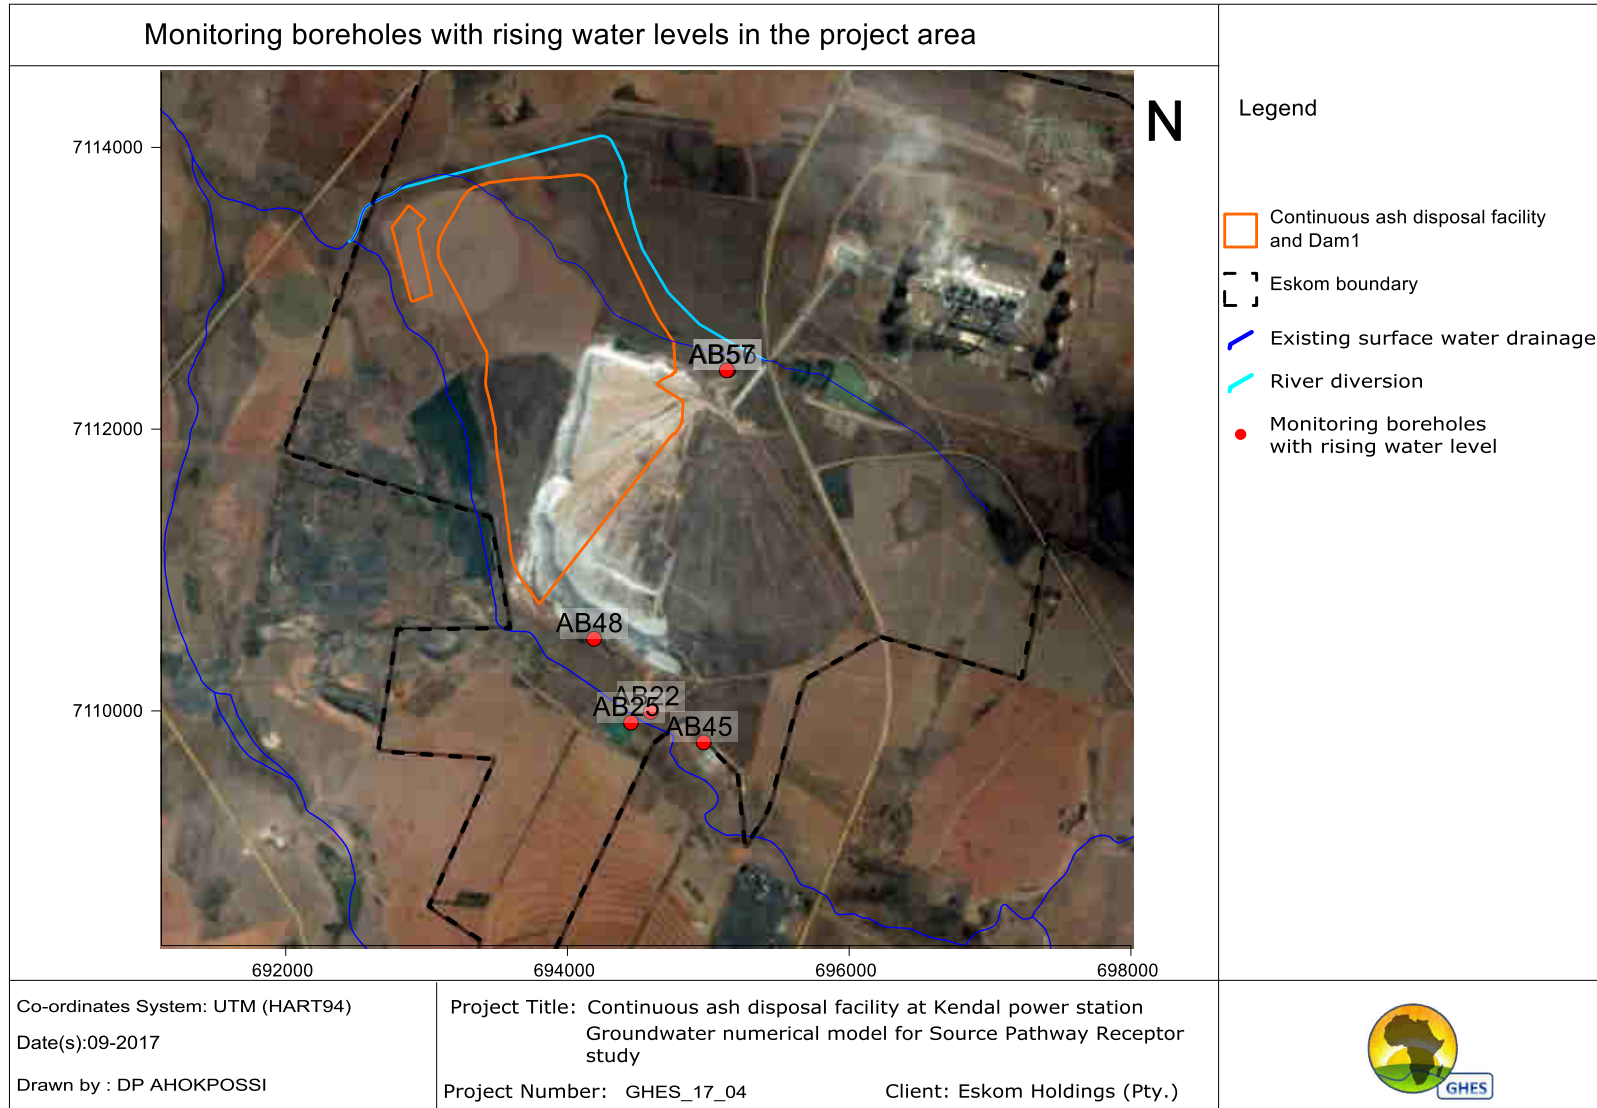 Monitoring boreholes with rising water levels in the project area
N
Legend
Continuous ash disposal facility
and Dam1
Eskom boundary
Existing surface water drainage
River diversion
Monitoring boreholes
with rising water level
7114000
7112000
7110000
AB57
AB48
AB22
AB25
AB45
692000
694000
696000
698000
Co-ordinates System: UTM (HART94)
Date(s):09-2017
Drawn by : DP AHOKPOSSI
Project Title: Continuous ash disposal facility at Kendal power station
Groundwater numerical model for Source Pathway Receptor
study
Project Number: GHES_17_04
Client: Eskom Holdings (Pty.)
GHES